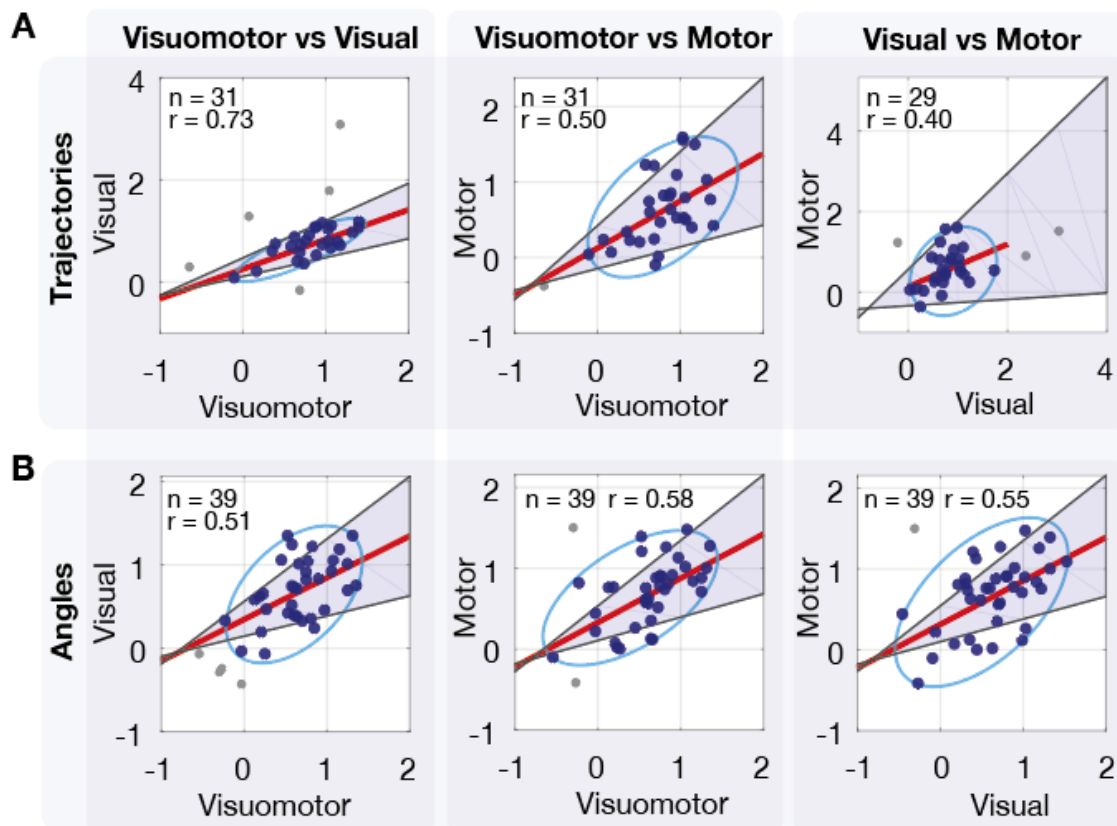 A
Visuomotor vs Visual
Visuomotor vs Motor
Visual vs Motor
Trajectories
n = 31
r = 0.73
Visual
4
2
0
-1 0 1 2
Visuomotor
n = 31
r = 0.50
Motor
2
1
0
-1
-1 0 1 2
Visuomotor
n = 29
r = 0.40
Motor
4
2
0
0 2 4
Visual
B
Angles
n = 39
r = 0.51
Visual
2
1
0
-1
-1 0 1 2
Visuomotor
n = 39 r = 0.58
Motor
2
1
0
-1
-1 0 1 2
Visuomotor
n = 39 r = 0.55
Motor
2
1
0
-1
-1 0 1 2
Visual